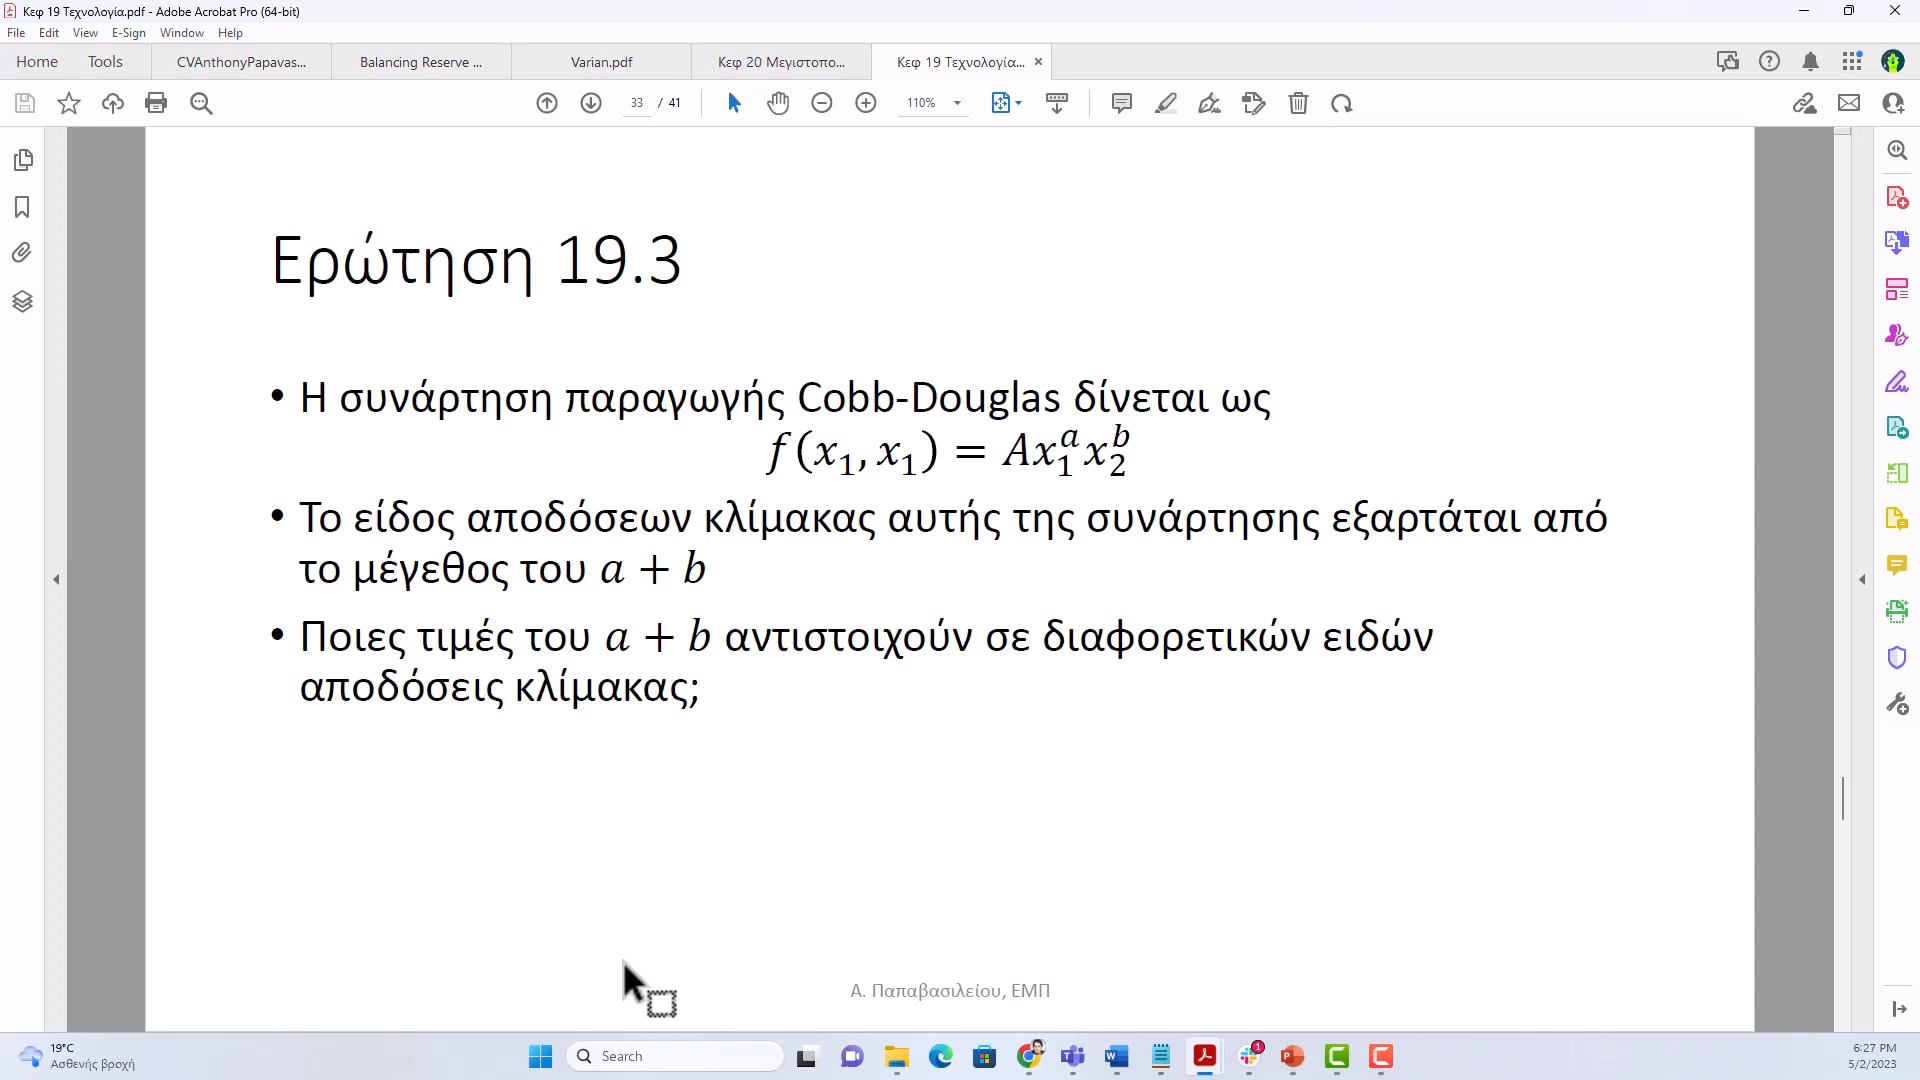 Κεφ 19 Τεχνολογία.pdf - Adobe Acrobat Pro (64-bit)
File Edit View E-Sign Window Help
Home Tools CVAnthonyPapavas... Balancing Reserve ... Varian.pdf Κεφ 20 Μεγιστοπο... Κεφ 19 Τεχνολογία... ×
33 / 41 110%
Ερώτηση 19.3
• Η συνάρτηση παραγωγής Cobb-Douglas δίνεται ως
f(x₁, x₁) = Ax₁ᵃx₂ᵇ
• Το είδος αποδόσεων κλίμακας αυτής της συνάρτησης εξαρτάται από
το μέγεθος του a + b
• Ποιες τιμές του a + b αντιστοιχούν σε διαφορετικών ειδών
αποδόσεις κλίμακας;
Α. Παπαβασιλείου, ΕΜΠ
19°C
Ασθενής βροχή
Search
1
6:27 PM
5/2/2023